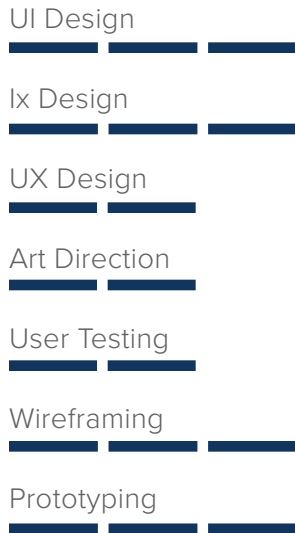 UI Design
Ix Design
UX Design
Art Direction
User Testing
Wireframing
Prototyping